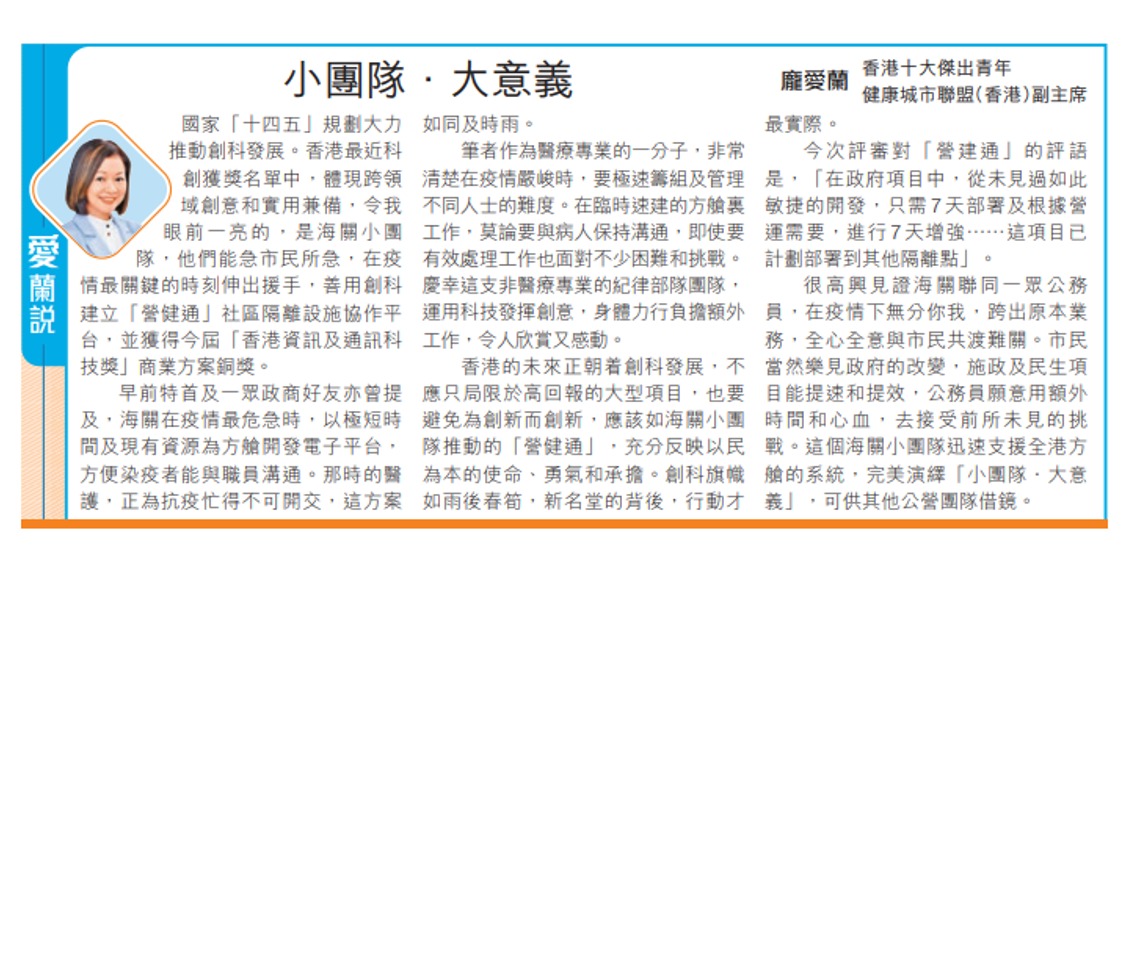 小團隊．大意義
龐愛蘭
香港十大傑出青年
健康城市聯盟(香港)副主席
愛蘭説
國家「十四五」規劃大力
推動創科發展。香港最近科
創獲獎名單中，體現跨領
域創意和實用兼備，令我
眼前一亮的，是海關小團
隊，他們能急市民所急，在疫
情最關鍵的時刻伸出援手，善用創科
建立「營健通」社區隔離設施協作平
台，並獲得今屆「香港資訊及通訊科
技獎」商業方案銅獎。
早前特首及一眾政商好友亦曾提
及，海關在疫情最危急時，以極短時
間及現有資源為方艙開發電子平台，
方便染疫者能與職員溝通。那時的醫
護，正為抗疫忙得不可開交，這方案
如同及時雨。
筆者作為醫療專業的一分子，非常
清楚在疫情嚴峻時，要極速籌組及管理
不同人士的難度。在臨時速建的方艙裏
工作，莫論要與病人保持溝通，即使要
有效處理工作也面對不少困難和挑戰。
慶幸這支非醫療專業的紀律部隊團隊，
運用科技發揮創意，身體力行負擔額外
工作，令人欣賞又感動。
香港的未來正朝着創科發展，不
應只局限於高回報的大型項目，也要
避免為創新而創新，應該如海關小團
隊推動的「營健通」，充分反映以民
為本的使命、勇氣和承擔。創科旗幟
如雨後春筍，新名堂的背後，行動才
最實際。
今次評審對「營建通」的評語
是，「在政府項目中，從未見過如此
敏捷的開發，只需7天部署及根據營
運需要，進行7天增強……這項目已
計劃部署到其他隔離點」。
很高興見證海關聯同一眾公務
員，在疫情下無分你我，跨出原本業
務，全心全意與市民共渡難關。市民
當然樂見政府的改變，施政及民生項
目能提速和提效，公務員願意用額外
時間和心血，去接受前所未見的挑
戰。這個海關小團隊迅速支援全港方
艙的系統，完美演繹「小團隊．大意
義」，可供其他公營團隊借鏡。